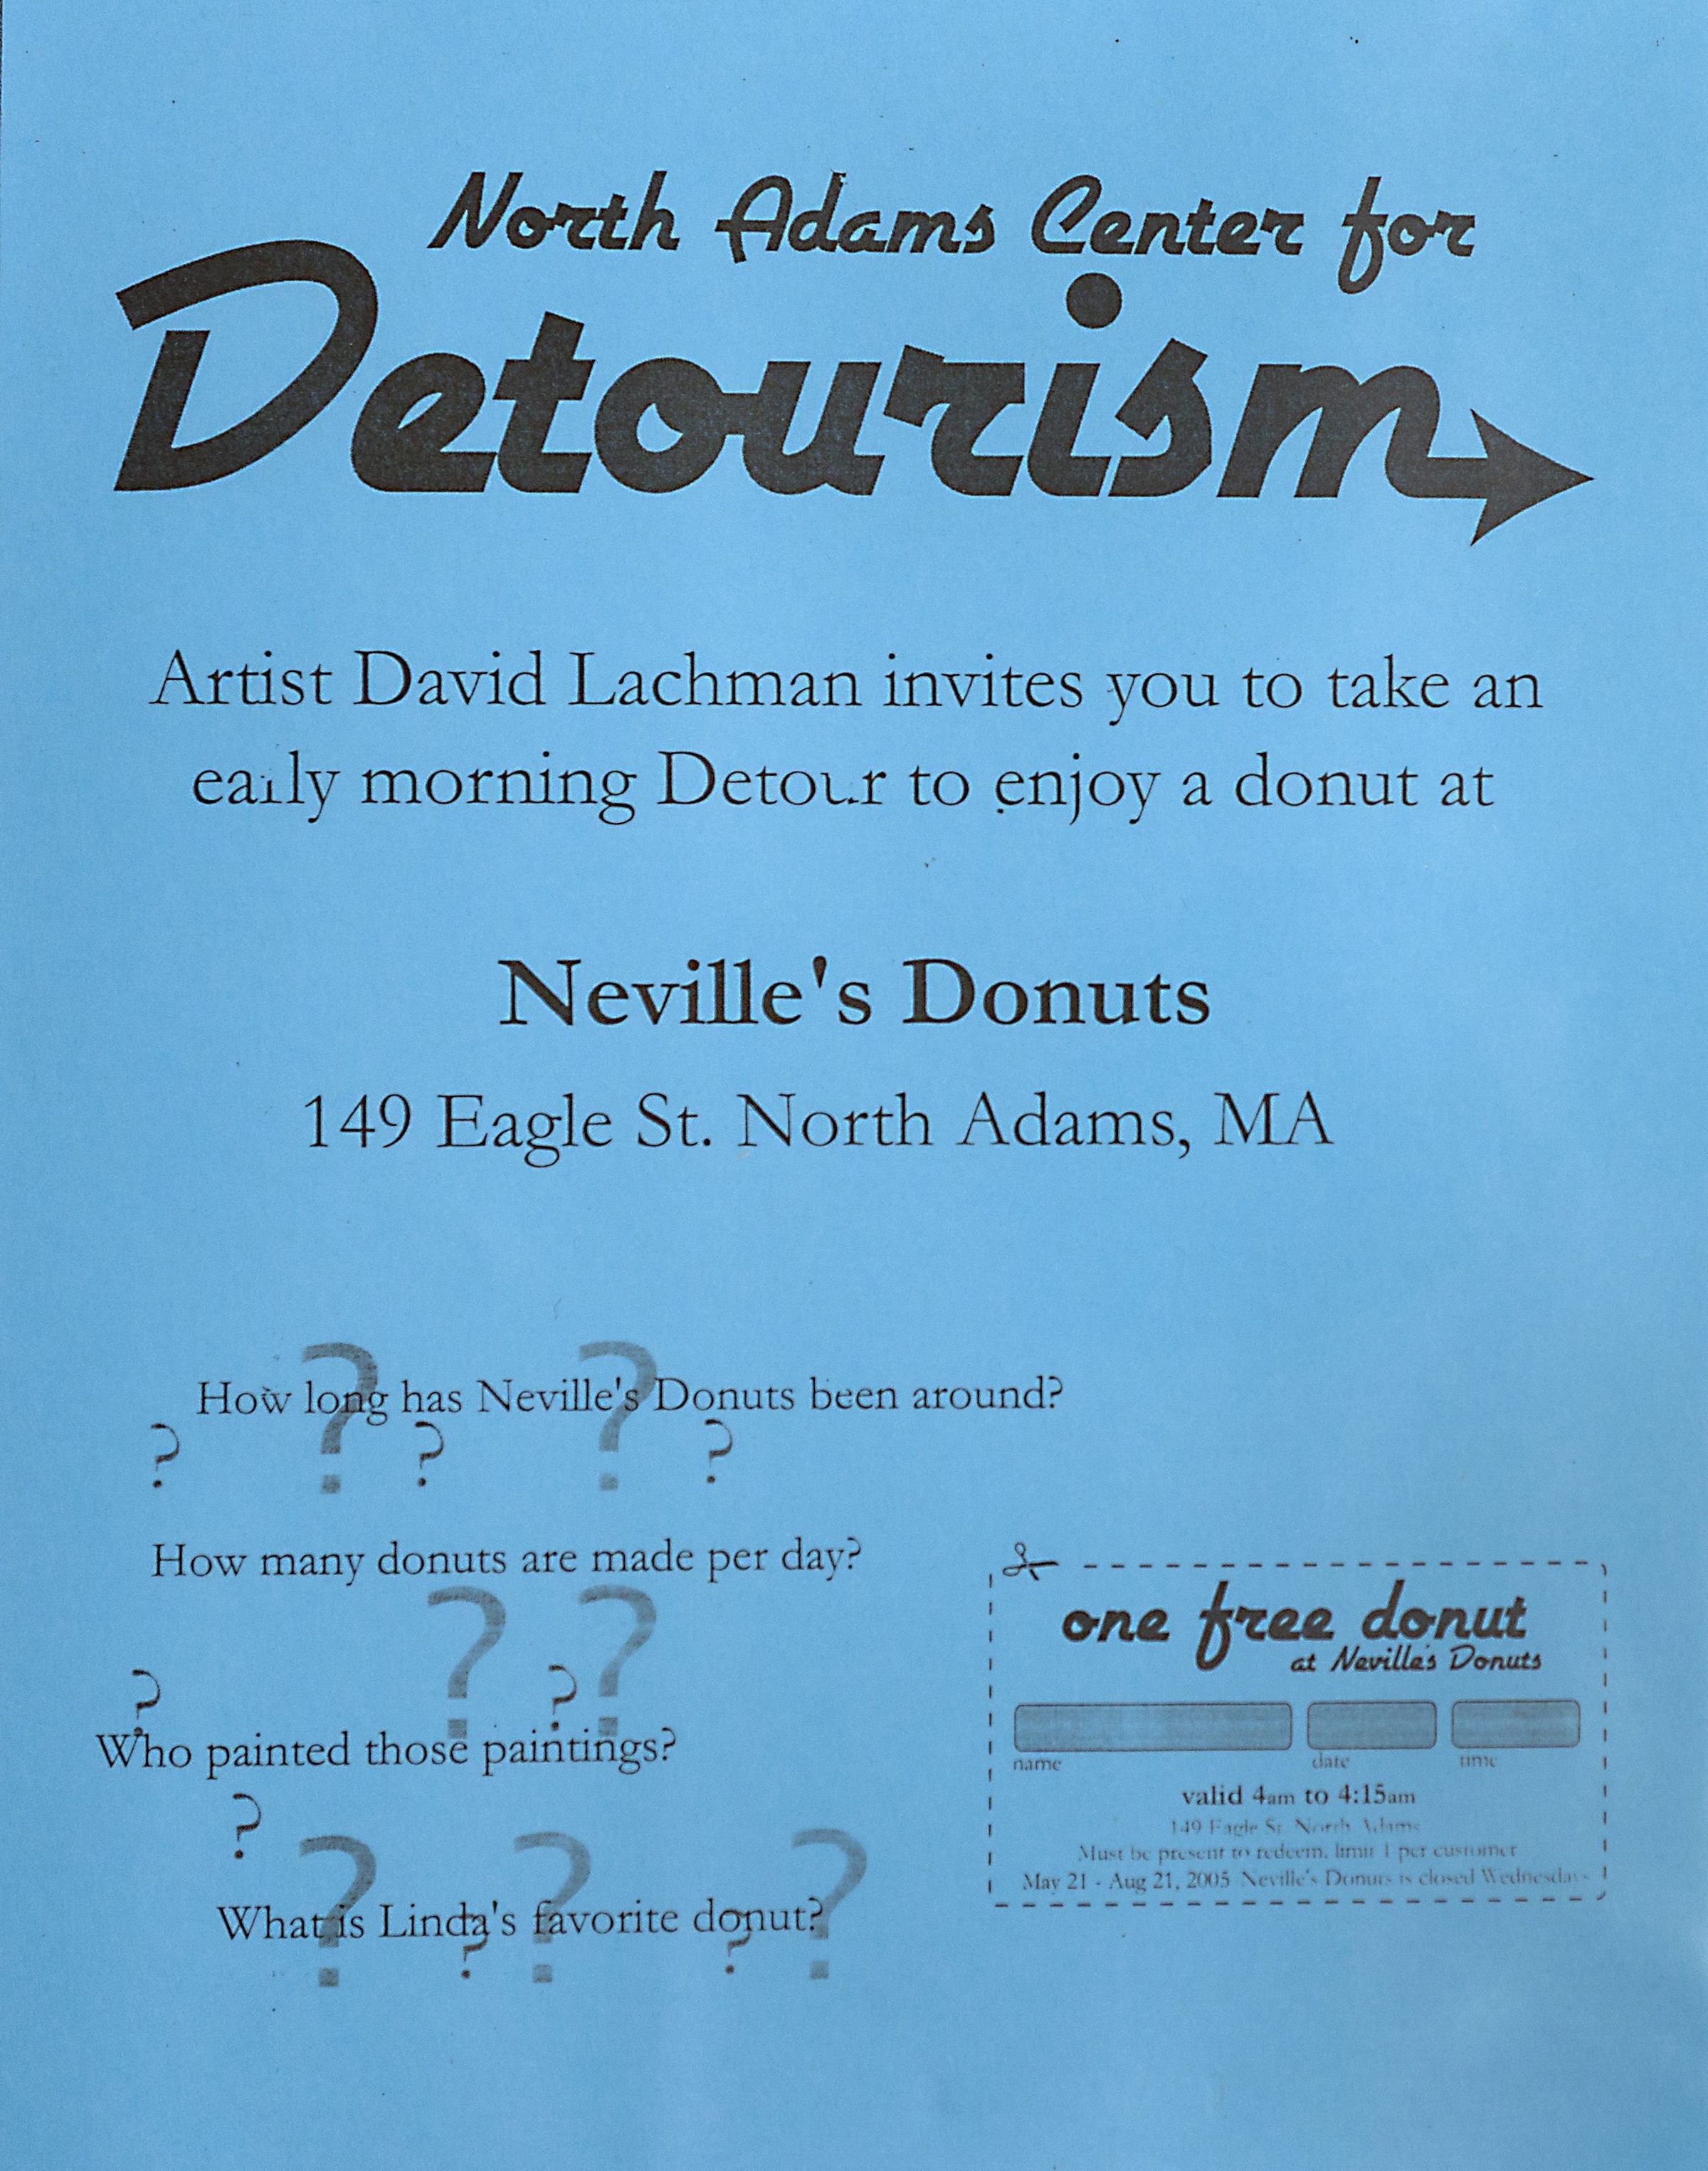 North Adams Center for
Detourism
Artist David Lachman invites you to take an
early morning Detour to enjoy a donut at
Neville's Donuts
149 Eagle St. North Adams, MA
How long has Neville's Donuts been around?
? ? ? ? ?
How many donuts are made per day?
? ? ? ?
Who painted those paintings?
?
What is Linda's favorite donut?
? ? ? ? ?
one free donut
at Neville's Donuts
name date time
valid 4am to 4:15am
149 Eagle St. North Adams
Must be present to redeem, limit 1 per customer
May 21 - Aug 21, 2005 Neville's Donuts is closed Wednesdays